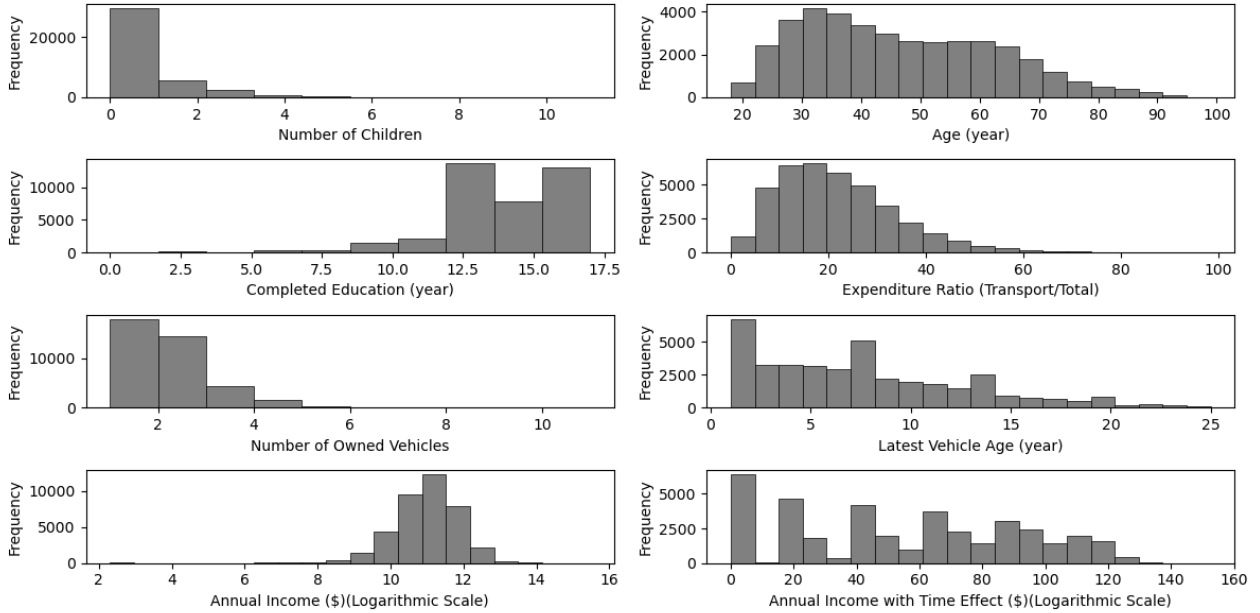 Frequency
20000
0
0 2 4 6 8 10
Number of Children
Frequency
4000
2000
0
20 30 40 50 60 70 80 90 100
Age (year)
Frequency
10000
5000
0
0.0 2.5 5.0 7.5 10.0 12.5 15.0 17.5
Completed Education (year)
Frequency
5000
2500
0
0 20 40 60 80 100
Expenditure Ratio (Transport/Total)
Frequency
10000
0
2 4 6 8 10
Number of Owned Vehicles
Frequency
5000
2500
0
0 5 10 15 20 25
Latest Vehicle Age (year)
Frequency
10000
5000
0
2 4 6 8 10 12 14 16
Annual Income ($)(Logarithmic Scale)
Frequency
5000
2500
0
0 20 40 60 80 100 120 140 160
Annual Income with Time Effect ($)(Logarithmic Scale)